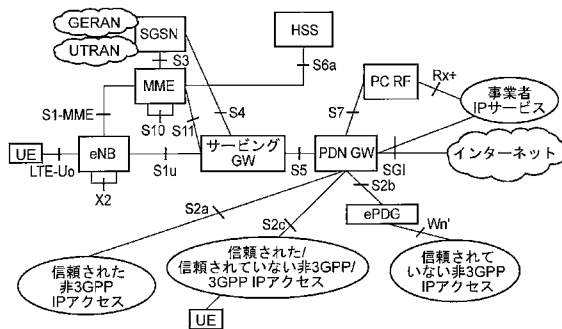 GERAN
UTRAN
SGSN
HSS
S3
S6a
MME
PC RF
Rx+
事業者
IPサービス
S1-MME
S10
S11
S4
S7
UE
eNB
サービング
GW
PDN GW
インターネット
LTE-Uo
S1u
S5
SGI
X2
S2b
S2a
S2c
ePDG
Wn'
信頼された
非3GPP
IPアクセス
信頼された/
信頼されていない非3GPP/
3GPP IPアクセス
信頼されて
いない非3GPP
IPアクセス
UE